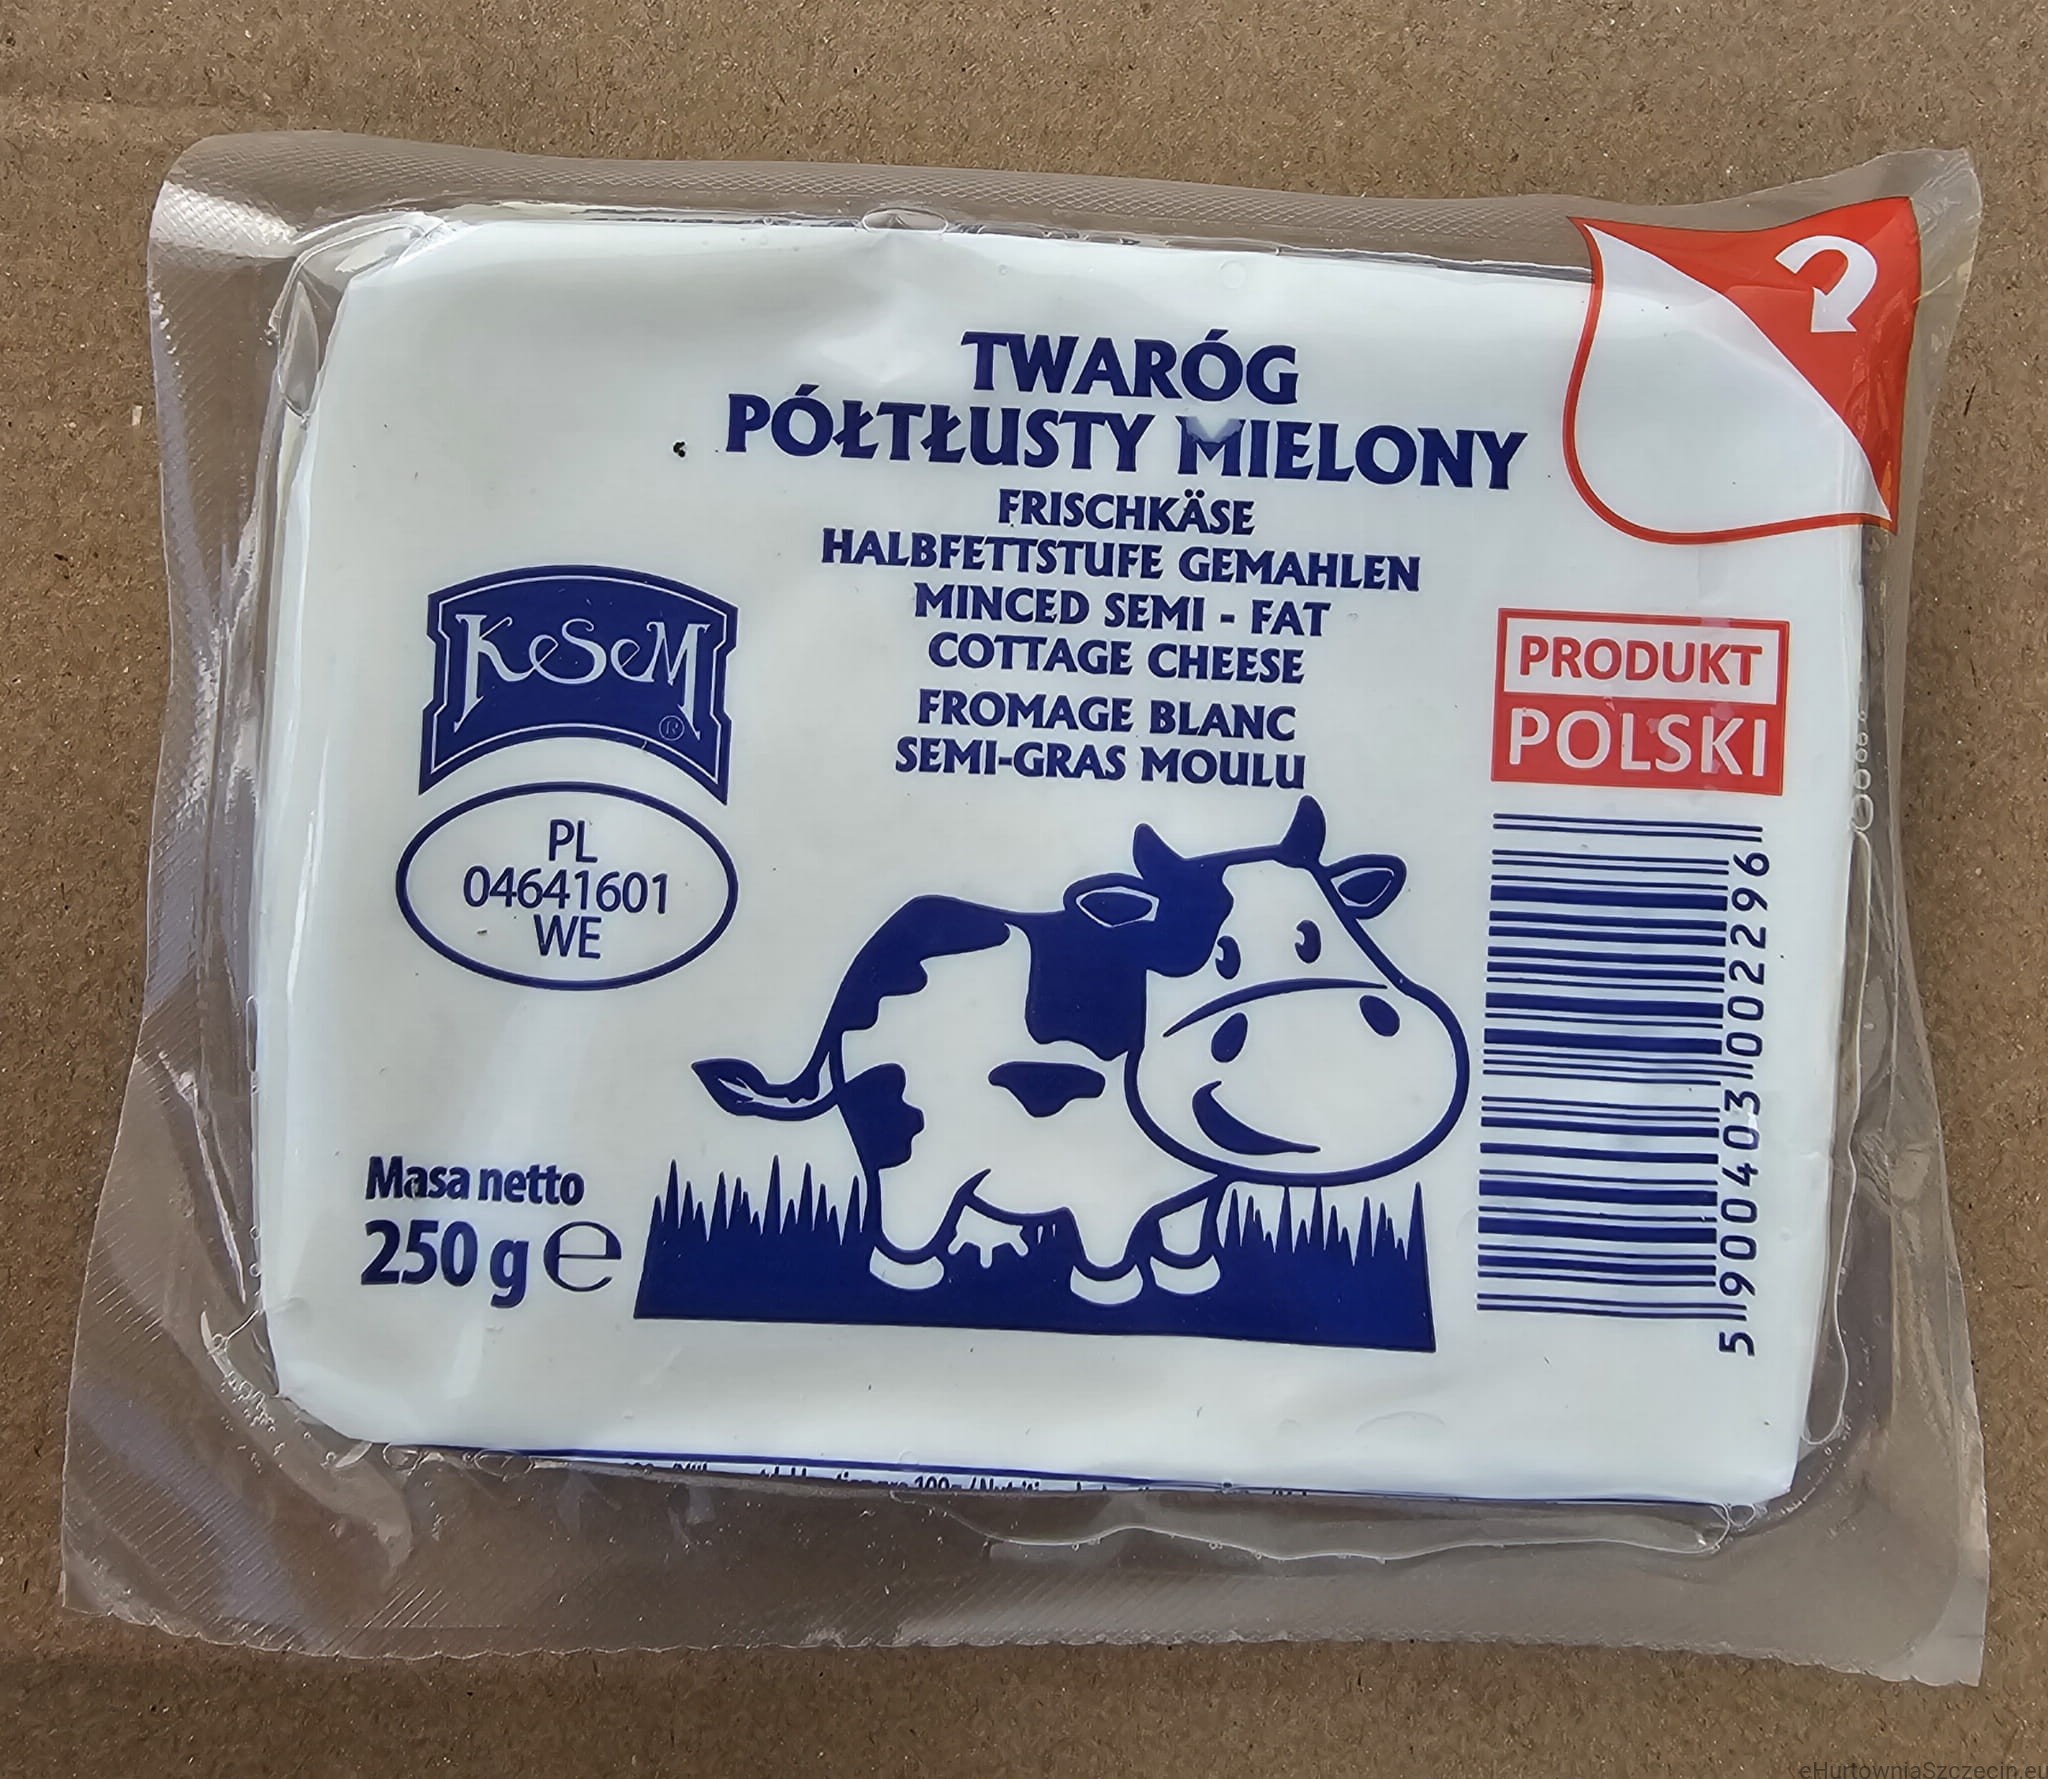 TWARÓG
PÓŁTŁUSTY MIELONY
FRISCHKÄSE
HALBFETTSTUFE GEMAHLEN
MINCED SEMI - FAT
COTTAGE CHEESE
FROMAGE BLANC
SEMI-GRAS MOULU
KeSeM ®
PL
04641601
WE
PRODUKT
POLSKI
Masa netto
250 g ℮
5 900403 002296
eHurtowniaSzczecin.eu